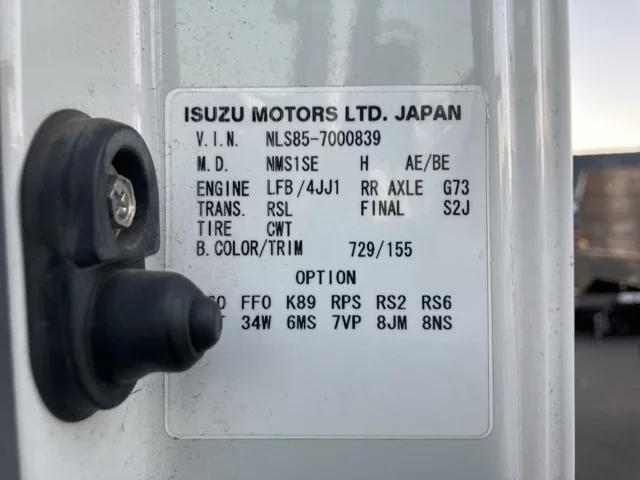 ISUZU MOTORS LTD. JAPAN
V.I.N. NLS85-7000839
M.D. NMS1SE H AE/BE
ENGINE LFB/4JJ1 RR AXLE G73
TRANS. RSL FINAL S2J
TIRE CWT
B.COLOR/TRIM 729/155
OPTION
FFO K89 RPS RS2 RS6
34W 6MS 7VP 8JM 8NS